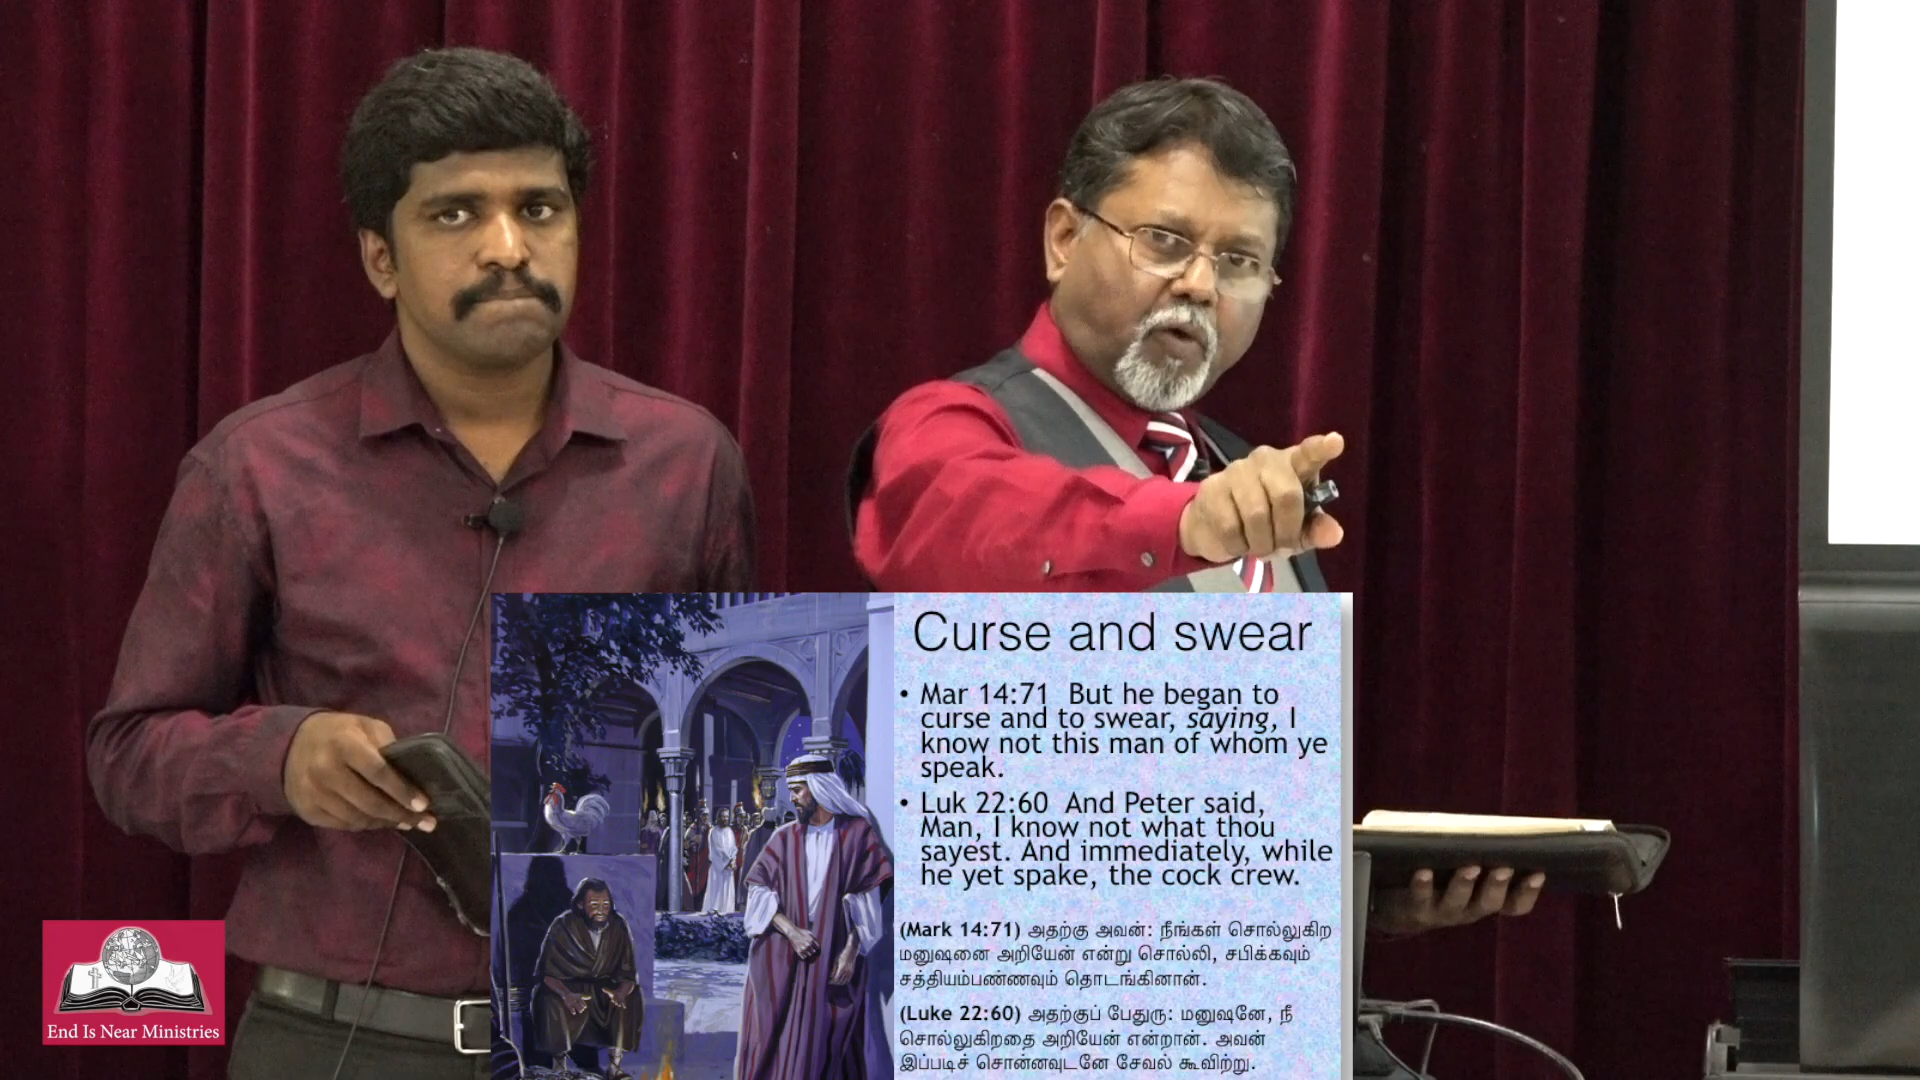 Curse and swear
• Mar 14:71 But he began to
curse and to swear, saying, I
know not this man of whom ye
speak.
• Luk 22:60 And Peter said,
Man, I know not what thou
sayest. And immediately, while
he yet spake, the cock crew.
(Mark 14:71) அதற்கு அவன்: நீங்கள் சொல்லுகிற
மனுஷனை அறியேன் என்று சொல்லி, சபிக்கவும்
சத்தியம்பண்ணவும் தொடங்கினான்.
(Luke 22:60) அதற்குப் பேதுரு: மனுஷனே, நீ
சொல்லுகிறதை அறியேன் என்றான். அவன்
இப்படிச் சொன்னவுடனே சேவல் கூவிற்று.
End Is Near Ministries